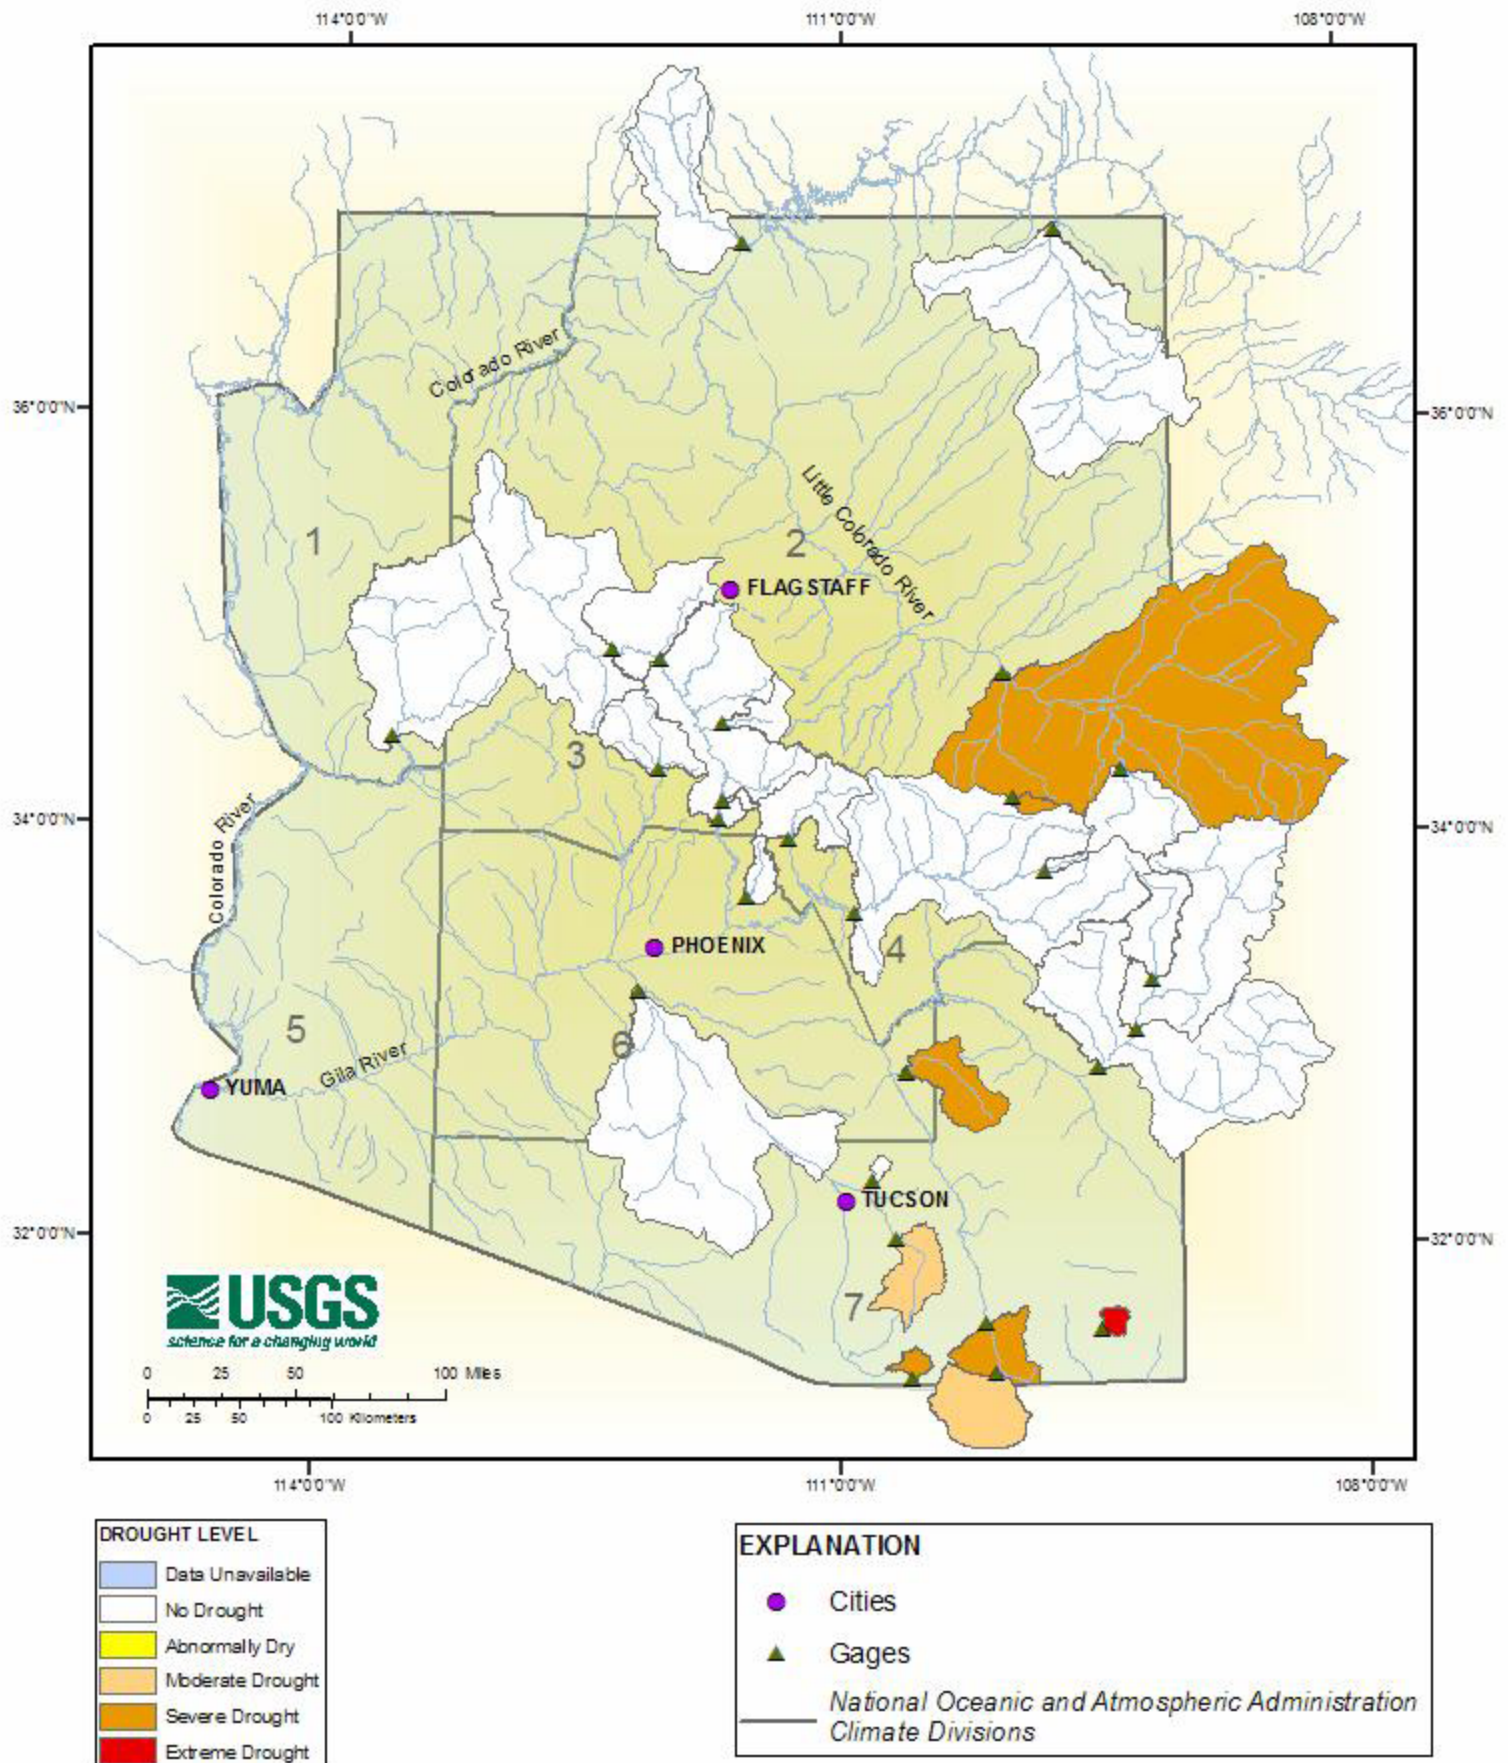 114°0'0"W
111°0'0"W
108°0'0"W
Colorado River
36°0'0"N
36°0'0"N
Little Colorado River
1
2
FLAGSTAFF
3
Colorado River
34°0'0"N
34°0'0"N
PHOENIX
4
5
6
Gila River
YUMA
TUCSON
32°0'0"N
32°0'0"N
7
USGS
science for a changing world
0 25 50 100 Miles
0 25 50 100 Kilometers
114°0'0"W
111°0'0"W
108°0'0"W
DROUGHT LEVEL
Data Unavailable
No Drought
Abnormally Dry
Moderate Drought
Severe Drought
Extreme Drought
EXPLANATION
Cities
Gages
National Oceanic and Atmospheric Administration
Climate Divisions